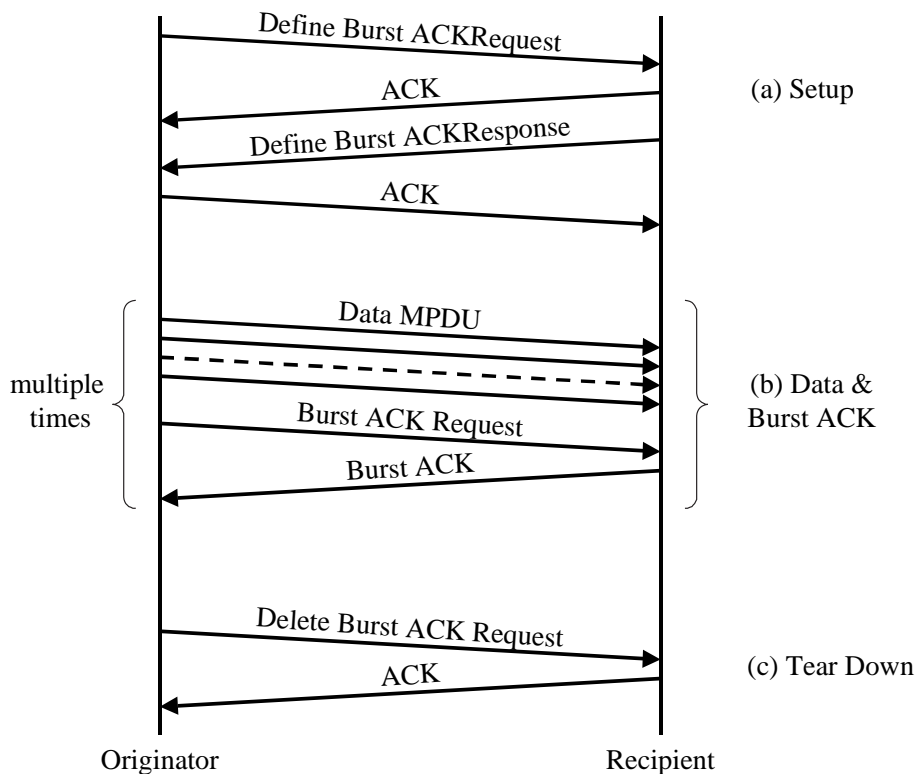 Define Burst ACKRequest
ACK
(a) Setup
Define Burst ACKResponse
ACK
Data MPDU
multiple
times
(b) Data &
Burst ACK
Burst ACK Request
Burst ACK
Delete Burst ACK Request
ACK
(c) Tear Down
Originator
Recipient